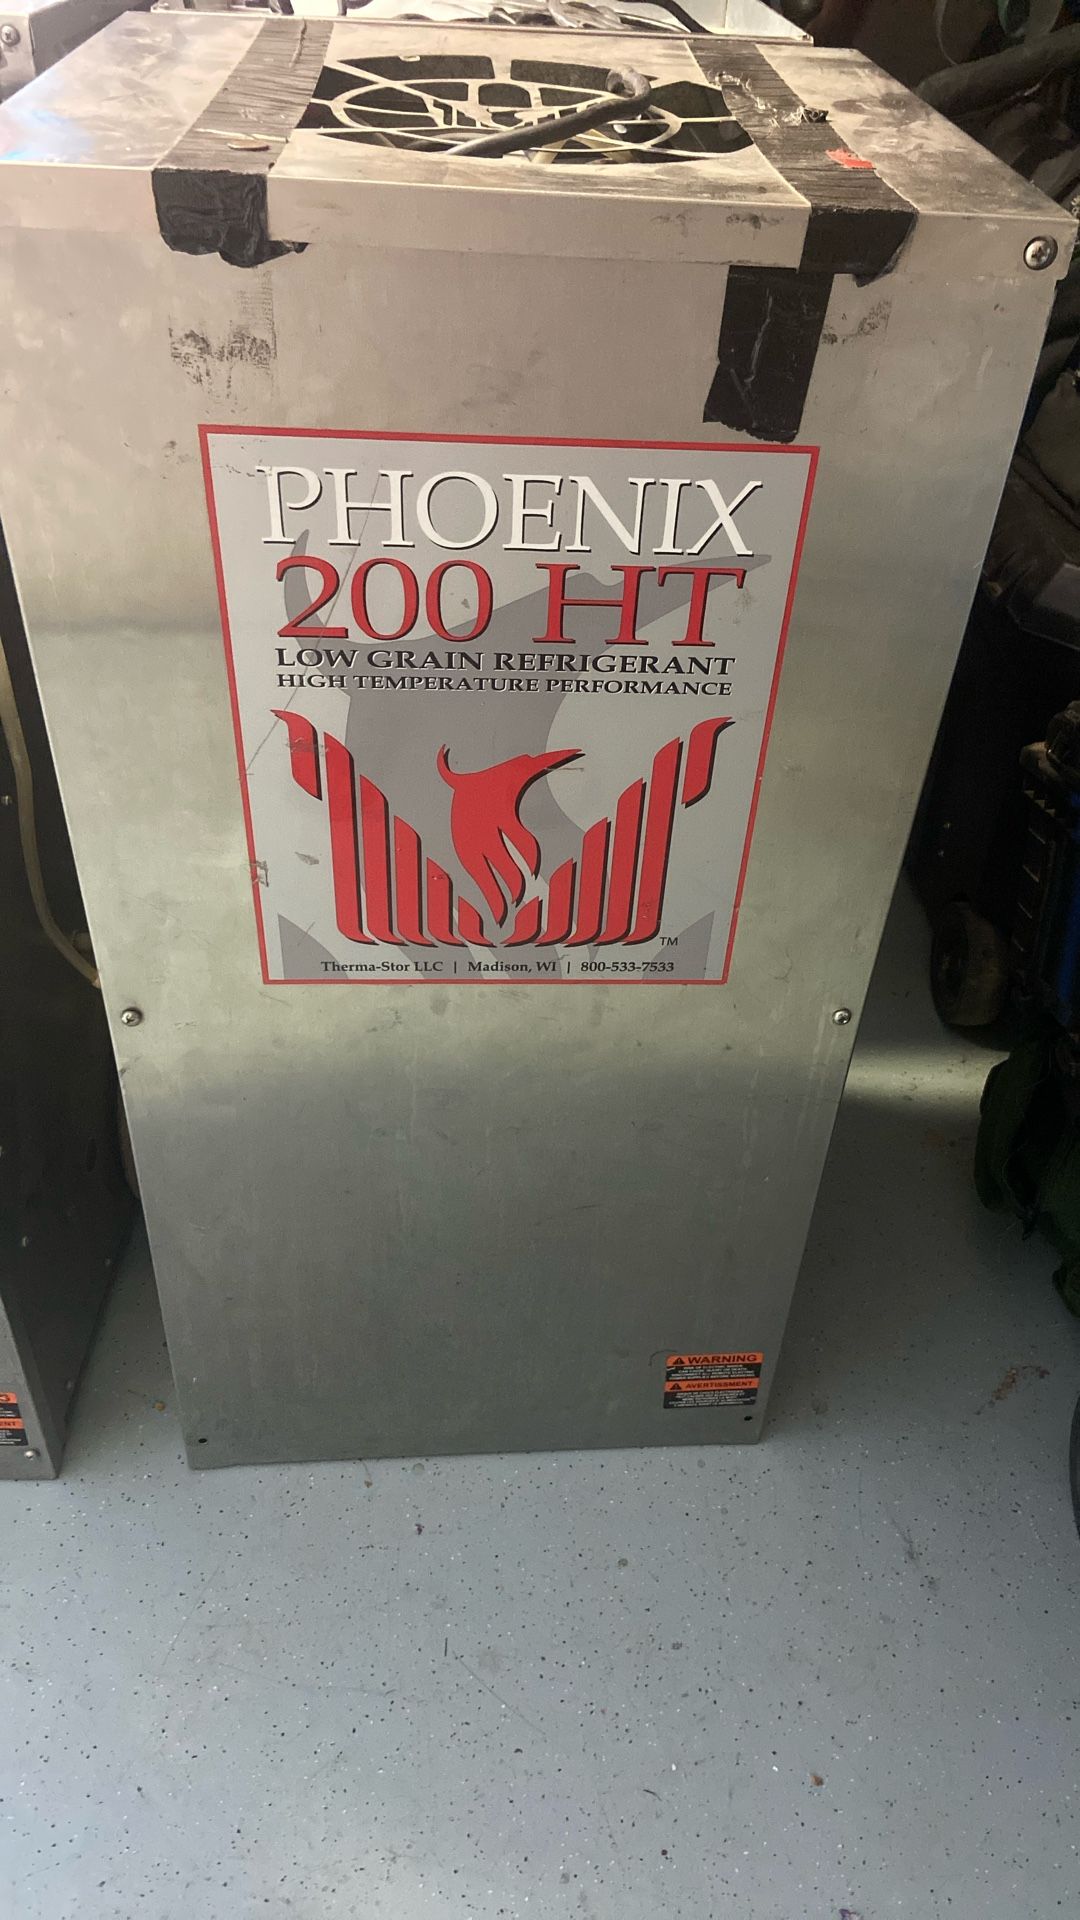 PHOENIX
200 HT
LOW GRAIN REFRIGERANT
HIGH TEMPERATURE PERFORMANCE
TM
Therma-Stor LLC | Madison, WI | 800-533-7533
WARNING
AVERTISSEMENT